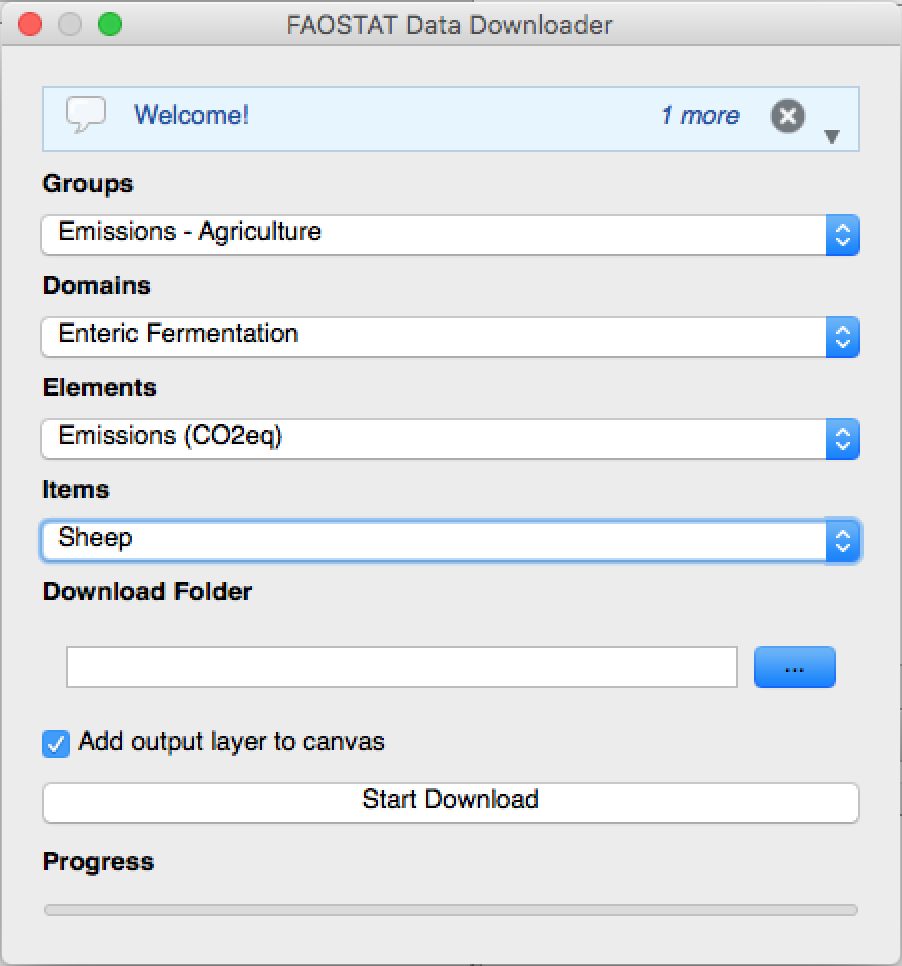 FAOSTAT Data Downloader
Welcome! 1 more
Groups
Emissions - Agriculture
Domains
Enteric Fermentation
Elements
Emissions (CO2eq)
Items
Sheep
Download Folder
...
Add output layer to canvas
Start Download
Progress